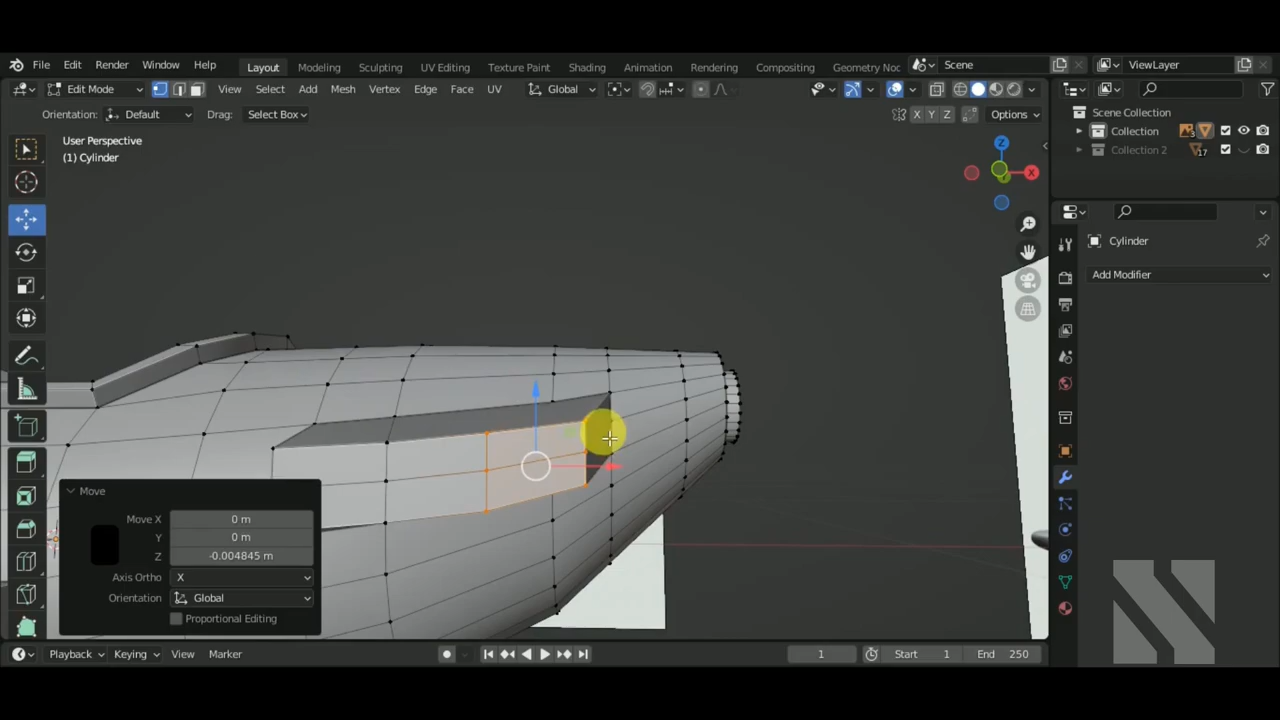 File Edit Render Window Help Layout Modeling Sculpting UV Editing Texture Paint Shading Animation Rendering Compositing Geometry Noc Scene ViewLayer
Edit Mode View Select Add Mesh Vertex Edge Face UV Global
Orientation: Default Drag: Select Box X Y Z Options
User Perspective
(1) Cylinder
Z
X
Y
Scene Collection
Collection 3
Collection 2 17
Cylinder
Add Modifier
Move
Move X 0 m
Y 0 m
Z -0.004845 m
Axis Ortho X
Orientation Global
Proportional Editing
Playback Keying View Marker 1 Start 1 End 250